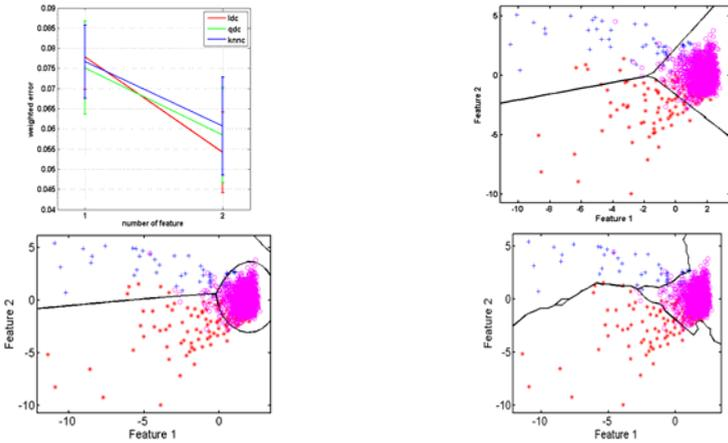 0.09
0.085
0.08
0.075
0.07
0.065
0.06
0.055
0.05
0.045
0.04
weighted error
ldc
qdc
knnc
1 2
number of feature
5
0
-5
-10
Feature 2
-10 -8 -6 -4 -2 0 2
Feature 1
5
0
-5
-10
Feature 2
-10 -5 0
Feature 1
5
0
-5
-10
Feature 2
-10 -5 0
Feature 1